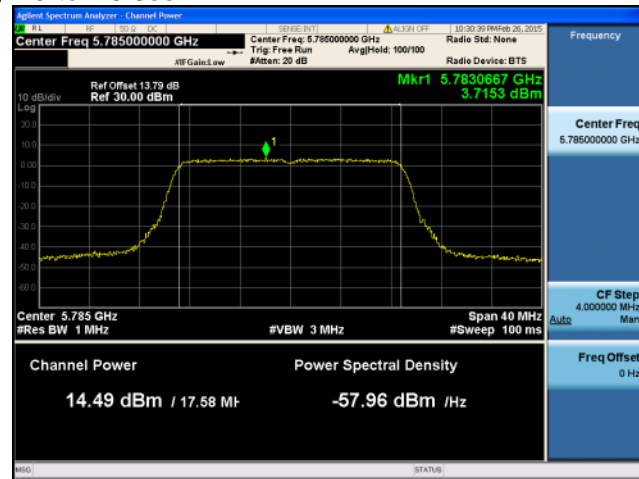 Agilent Spectrum Analyzer - Channel Power
RL RF 50 Ω DC SENSE:INT ALIGN OFF 10:30:39 PM Feb 26, 2015
Center Freq 5.785000000 GHz
Center Freq: 5.785000000 GHz
Radio Std: None
Trig: Free Run Avg|Hold: 100/100
#IFGain:Low #Atten: 20 dB Radio Device: BTS
Frequency
Mkr1 5.7830667 GHz
3.7153 dBm
Ref Offset 13.79 dB
10 dB/div Ref 30.00 dBm
Log
20.0
10.0
0.00
-10.0
-20.0
-30.0
-40.0
-50.0
-60.0
1
Center 5.785 GHz Span 40 MHz
#Res BW 1 MHz #VBW 3 MHz #Sweep 100 ms
Channel Power Power Spectral Density
14.49 dBm / 17.58 MH -57.96 dBm /Hz
Center Freq
5.785000000 GHz
CF Step
4.000000 MHz
Auto Man
Freq Offset
0 Hz
MSG STATUS